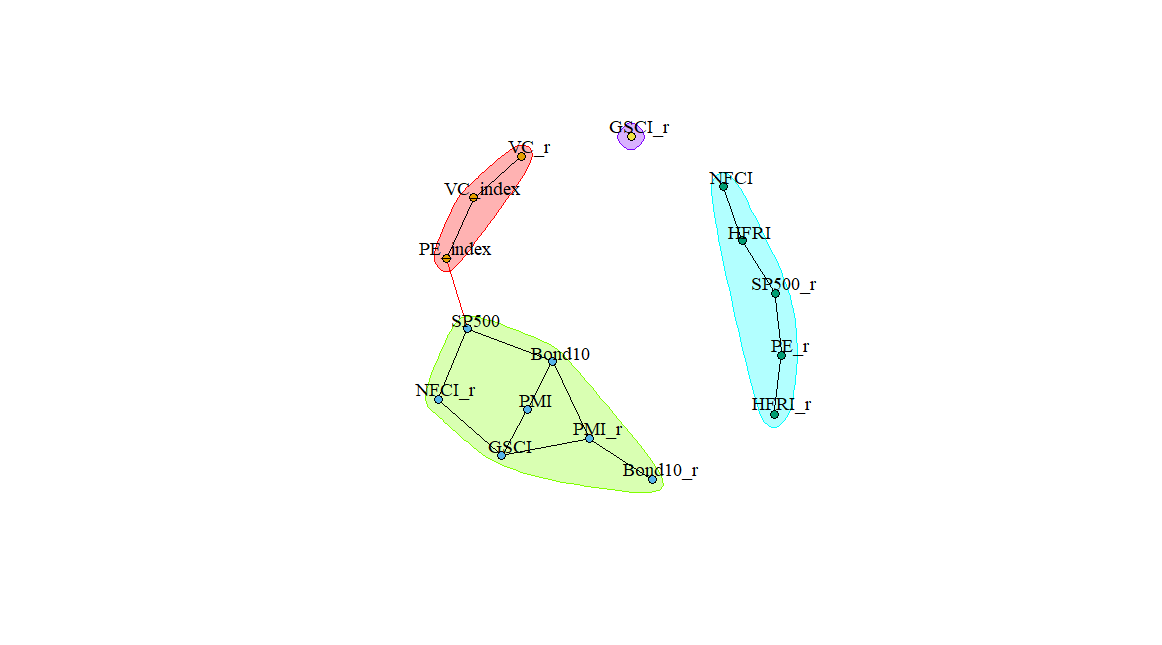 GSCI_r
VC_r
NFCI
VC_index
HFRI
PE_index
SP500_r
SP500
PE_r
Bond10
NFCI_r
PMI
HFRI_r
PMI_r
GSCI
Bond10_r